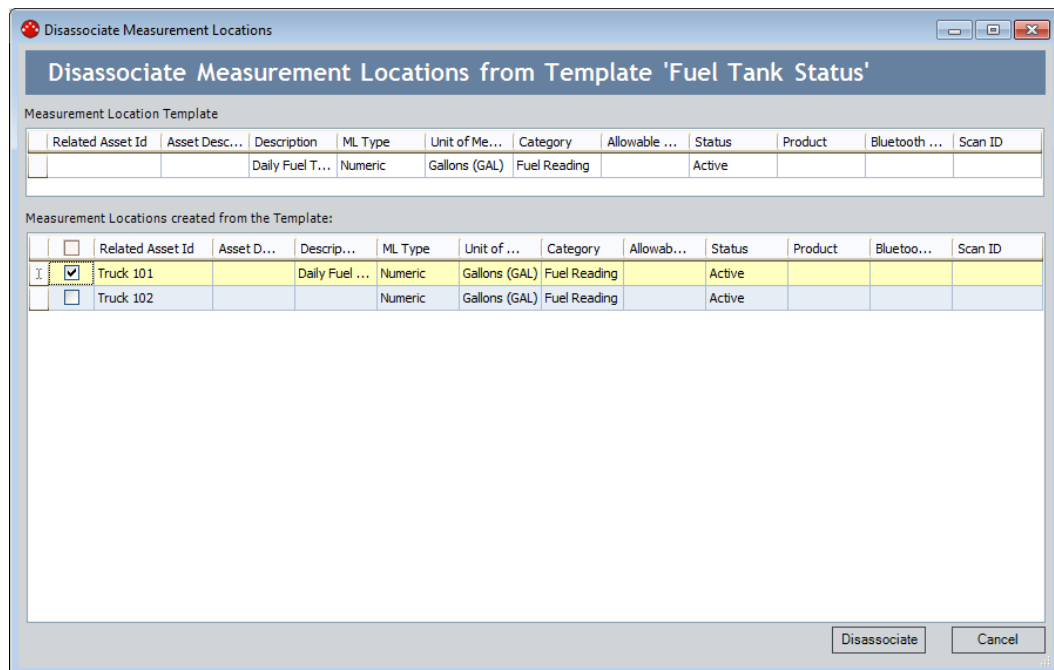 Disassociate Measurement Locations
Disassociate Measurement Locations from Template 'Fuel Tank Status'
Measurement Location Template
Related Asset Id Asset Desc... Description ML Type Unit of Me... Category Allowable ... Status Product Bluetooth ... Scan ID
Daily Fuel T... Numeric Gallons (GAL) Fuel Reading Active
Measurement Locations created from the Template:
Related Asset Id Asset D... Descrip... ML Type Unit of ... Category Allowab... Status Product Bluetoo... Scan ID
Truck 101 Daily Fuel ... Numeric Gallons (GAL) Fuel Reading Active
Truck 102 Numeric Gallons (GAL) Fuel Reading Active
Disassociate Cancel